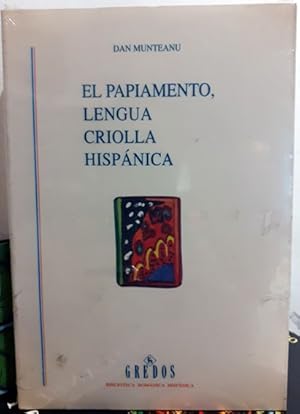 DAN MUNTEANU
EL PAPIAMENTO,
LENGUA
CRIOLLA
HISPÁNICA
GREDOS
BIBLIOTECA ROMÁNICA HISPÁNICA